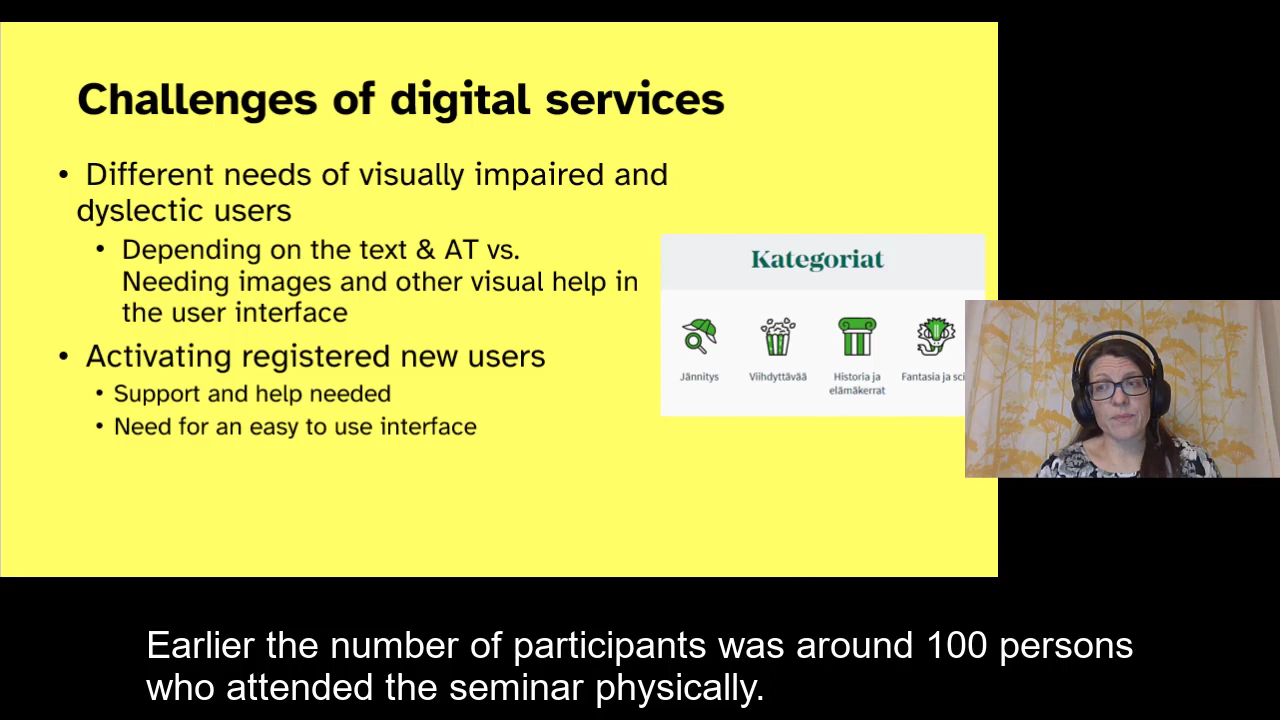 Challenges of digital services
• Different needs of visually impaired and
dyslectic users
• Depending on the text & AT vs.
Needing images and other visual help in
the user interface
• Activating registered new users
• Support and help needed
• Need for an easy to use interface
Kategoriat
Jännitys
Viihdyttävää
Historia ja
elämäkerrat
Fantasia ja sci
Earlier the number of participants was around 100 persons
who attended the seminar physically.